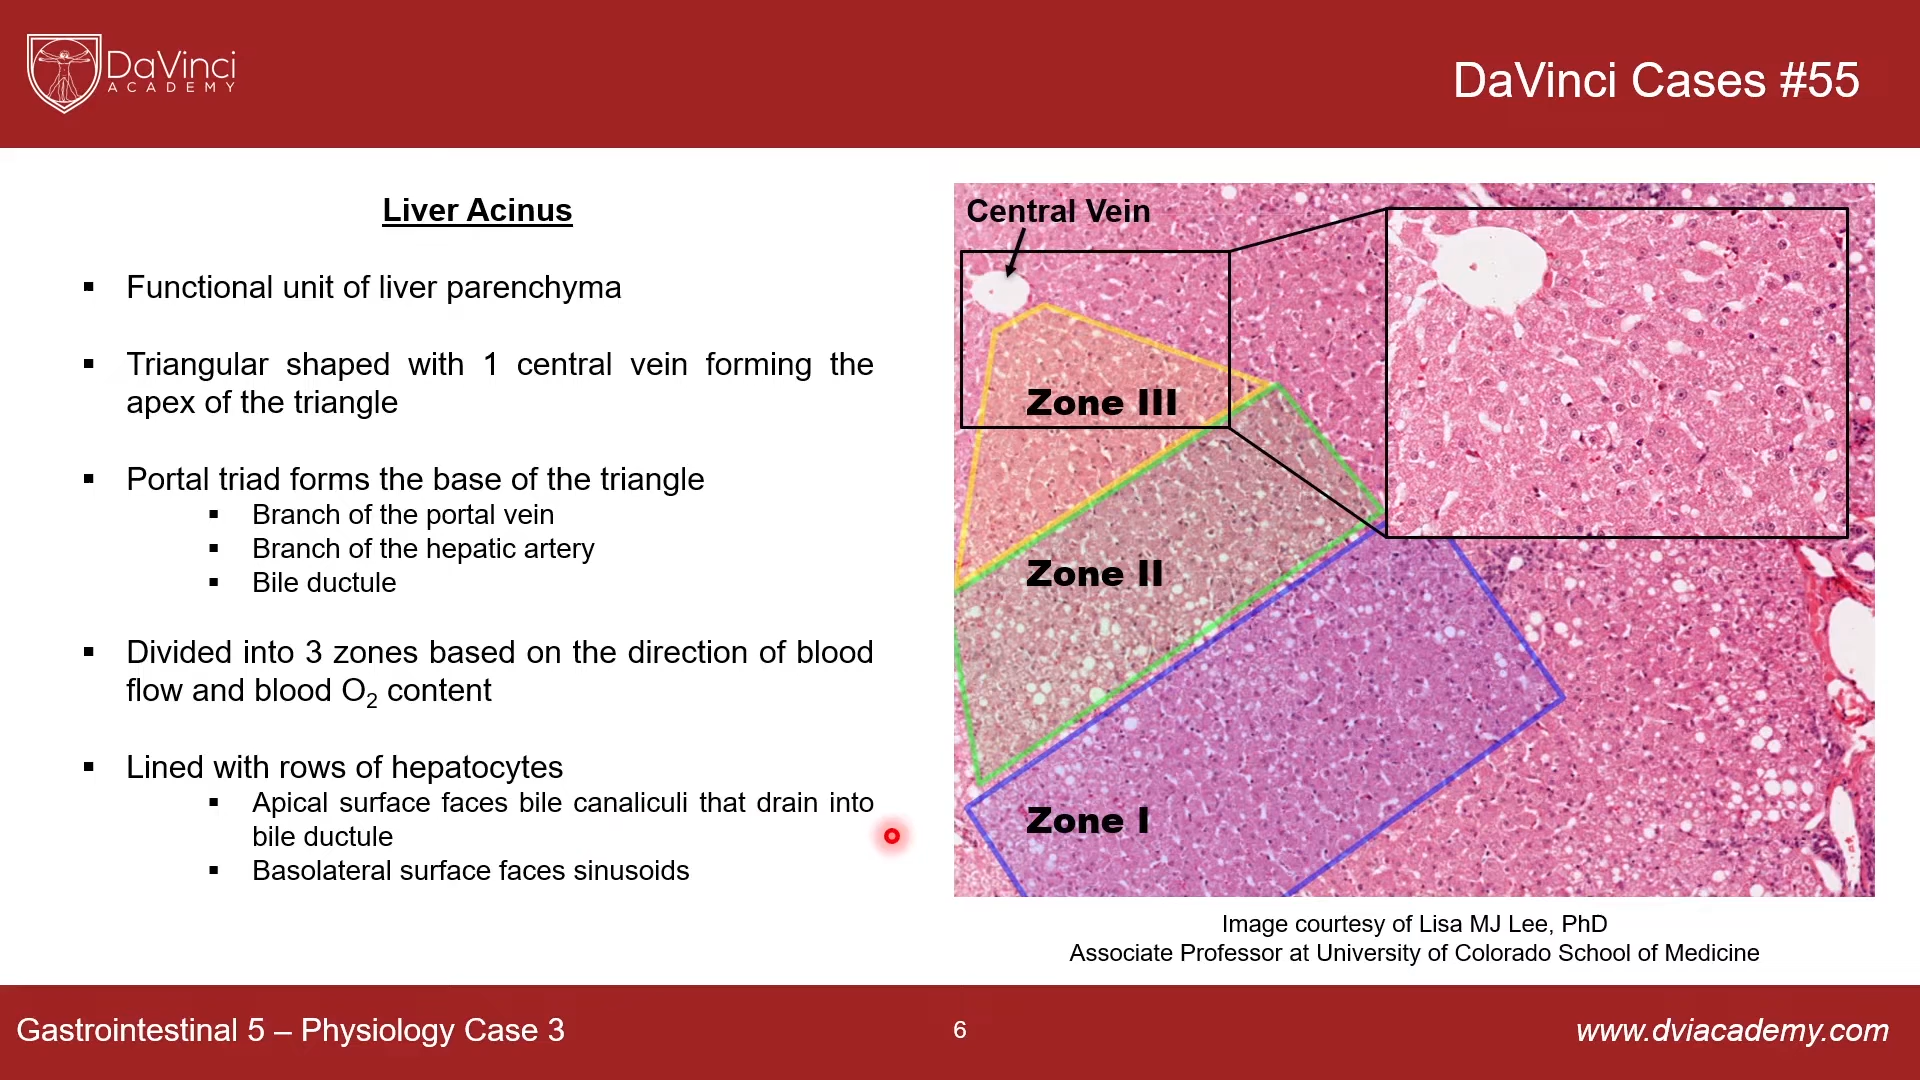 DaVinci
ACADEMY
DaVinci Cases #55
Liver Acinus
▪ Functional unit of liver parenchyma
▪ Triangular shaped with 1 central vein forming the
apex of the triangle
▪ Portal triad forms the base of the triangle
▪ Branch of the portal vein
▪ Branch of the hepatic artery
▪ Bile ductule
▪ Divided into 3 zones based on the direction of blood
flow and blood O₂ content
▪ Lined with rows of hepatocytes
▪ Apical surface faces bile canaliculi that drain into
bile ductule
▪ Basolateral surface faces sinusoids
Central Vein
Zone III
Zone II
Zone I
Image courtesy of Lisa MJ Lee, PhD
Associate Professor at University of Colorado School of Medicine
Gastrointestinal 5 – Physiology Case 3
6
www.dviacademy.com